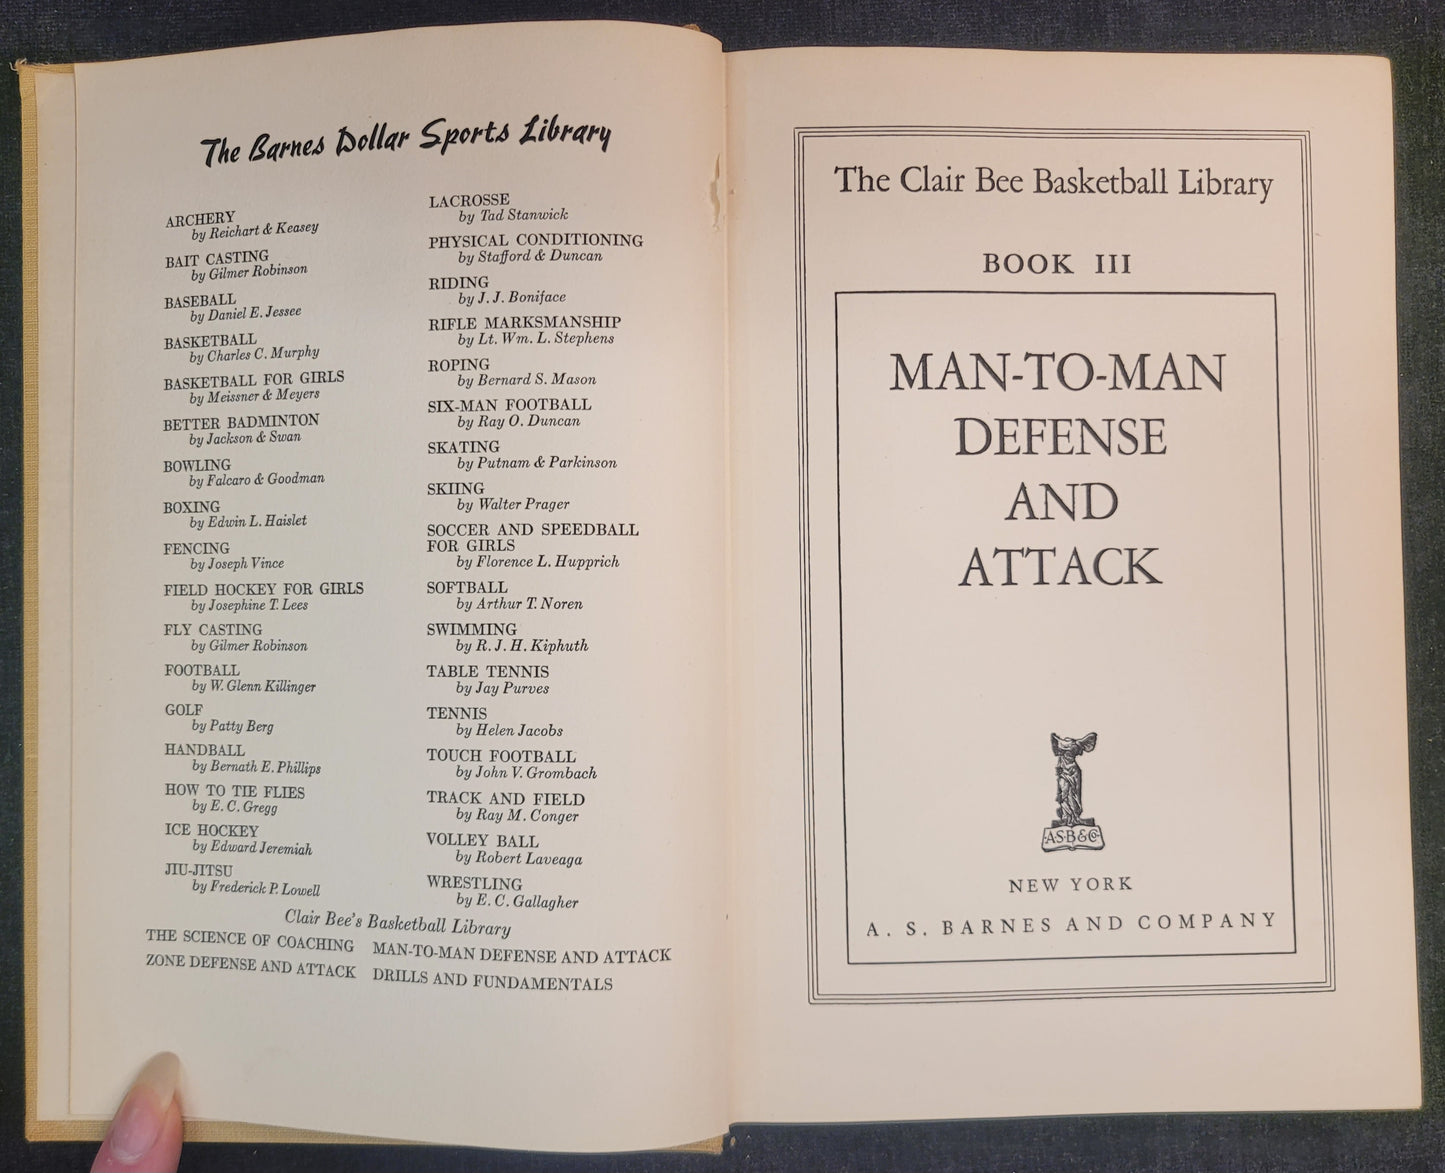 The Barnes Dollar Sports Library
ARCHERY
by Reichart & Keasey
BAIT CASTING
by Gilmer Robinson
BASEBALL
by Daniel E. Jessee
BASKETBALL
by Charles C. Murphy
BASKETBALL FOR GIRLS
by Meissner & Meyers
BETTER BADMINTON
by Jackson & Swan
BOWLING
by Falcaro & Goodman
BOXING
by Edwin L. Haislet
FENCING
by Joseph Vince
FIELD HOCKEY FOR GIRLS
by Josephine T. Lees
FLY CASTING
by Gilmer Robinson
FOOTBALL
by W. Glenn Killinger
GOLF
by Patty Berg
HANDBALL
by Bernath E. Phillips
HOW TO TIE FLIES
by E. C. Gregg
ICE HOCKEY
by Edward Jeremiah
JIU-JITSU
by Frederick P. Lowell
LACROSSE
by Tad Stanwick
PHYSICAL CONDITIONING
by Stafford & Duncan
RIDING
by J. J. Boniface
RIFLE MARKSMANSHIP
by Lt. Wm. L. Stephens
ROPING
by Bernard S. Mason
SIX-MAN FOOTBALL
by Ray O. Duncan
SKATING
by Putnam & Parkinson
SKIING
by Walter Prager
SOCCER AND SPEEDBALL
FOR GIRLS
by Florence L. Hupprich
SOFTBALL
by Arthur T. Noren
SWIMMING
by R. J. H. Kiphuth
TABLE TENNIS
by Jay Purves
TENNIS
by Helen Jacobs
TOUCH FOOTBALL
by John V. Grombach
TRACK AND FIELD
by Ray M. Conger
VOLLEY BALL
by Robert Laveaga
WRESTLING
by E. C. Gallagher
Clair Bee's Basketball Library
THE SCIENCE OF COACHING MAN-TO-MAN DEFENSE AND ATTACK
ZONE DEFENSE AND ATTACK DRILLS AND FUNDAMENTALS
The Clair Bee Basketball Library
BOOK III
MAN-TO-MAN
DEFENSE
AND
ATTACK
A·S·B & Co
NEW YORK
A. S. BARNES AND COMPANY